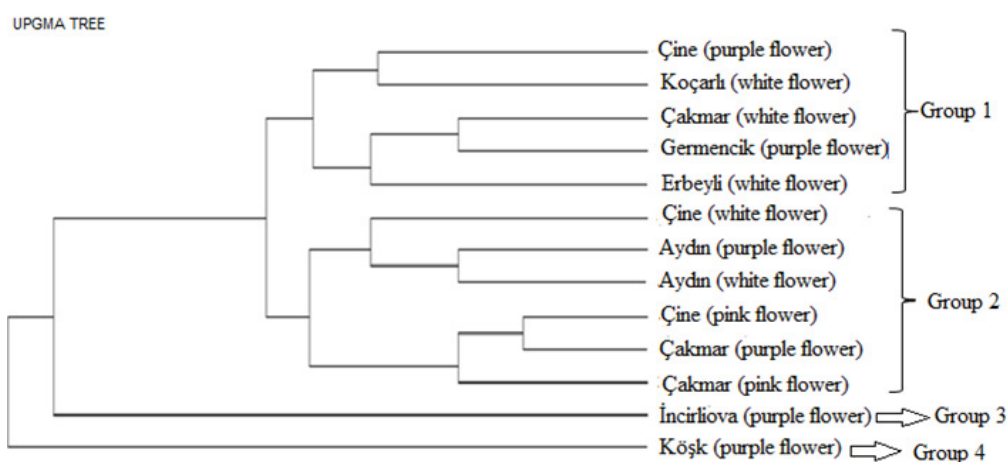 UPGMA TREE
Çine (purple flower)
Koçarlı (white flower)
Çakmar (white flower)
Germencik (purple flower)
Erbeyli (white flower)
Group 1
Çine (white flower)
Aydın (purple flower)
Aydın (white flower)
Çine (pink flower)
Çakmar (purple flower)
Çakmar (pink flower)
Group 2
İncirliova (purple flower) Group 3
Köşk (purple flower) Group 4